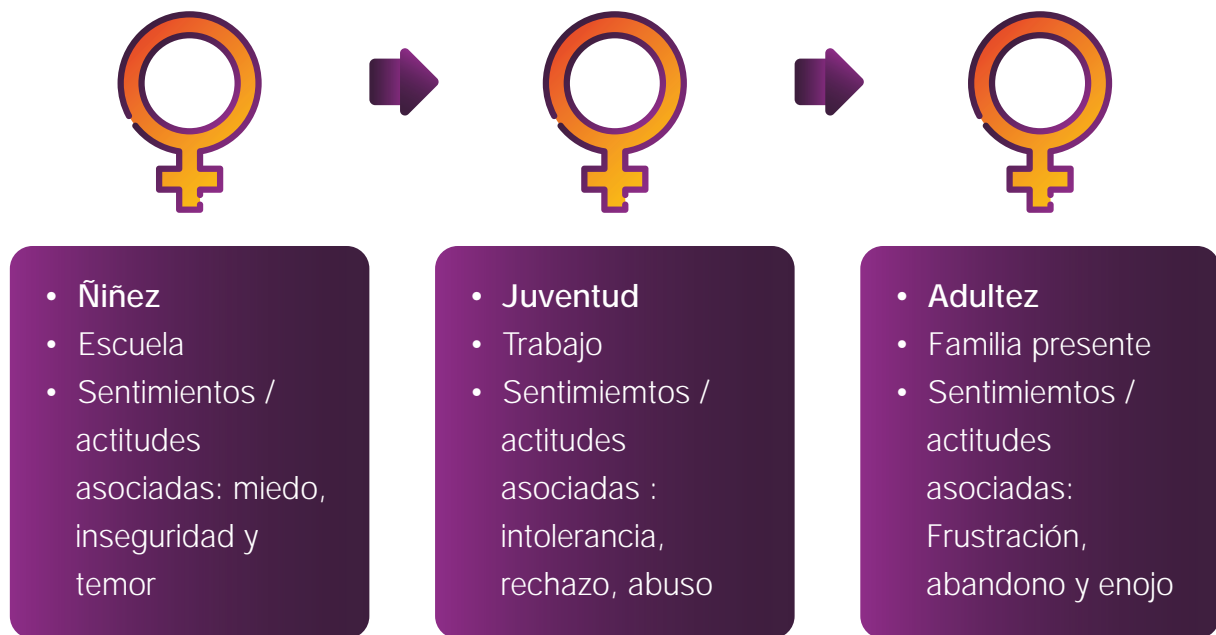 • Ñiñez
• Escuela
• Sentimientos /
actitudes
asociadas: miedo,
inseguridad y
temor
• Juventud
• Trabajo
• Sentimiemtos /
actitudes
asociadas :
intolerancia,
rechazo, abuso
• Adultez
• Familia presente
• Sentimiemtos /
actitudes
asociadas:
Frustración,
abandono y enojo